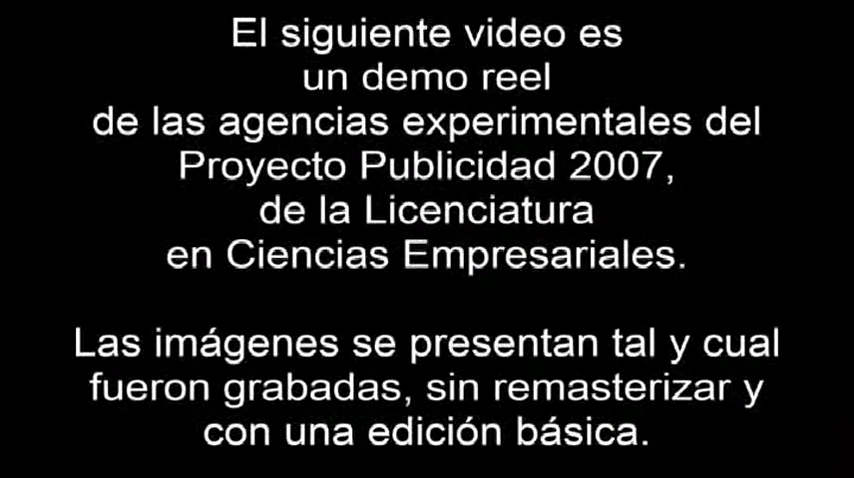 El siguiente video es
un demo reel
de las agencias experimentales del
Proyecto Publicidad 2007,
de la Licenciatura
en Ciencias Empresariales.
Las imágenes se presentan tal y cual
fueron grabadas, sin remasterizar y
con una edición básica.